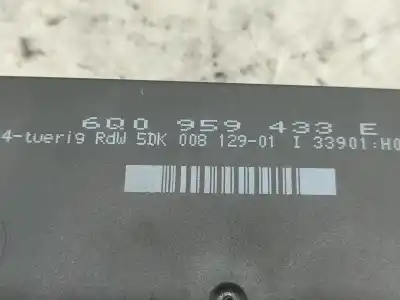 6Q0 959 433 E
4-tuerig RdW 5DK 008 129-01 I 33901:H0